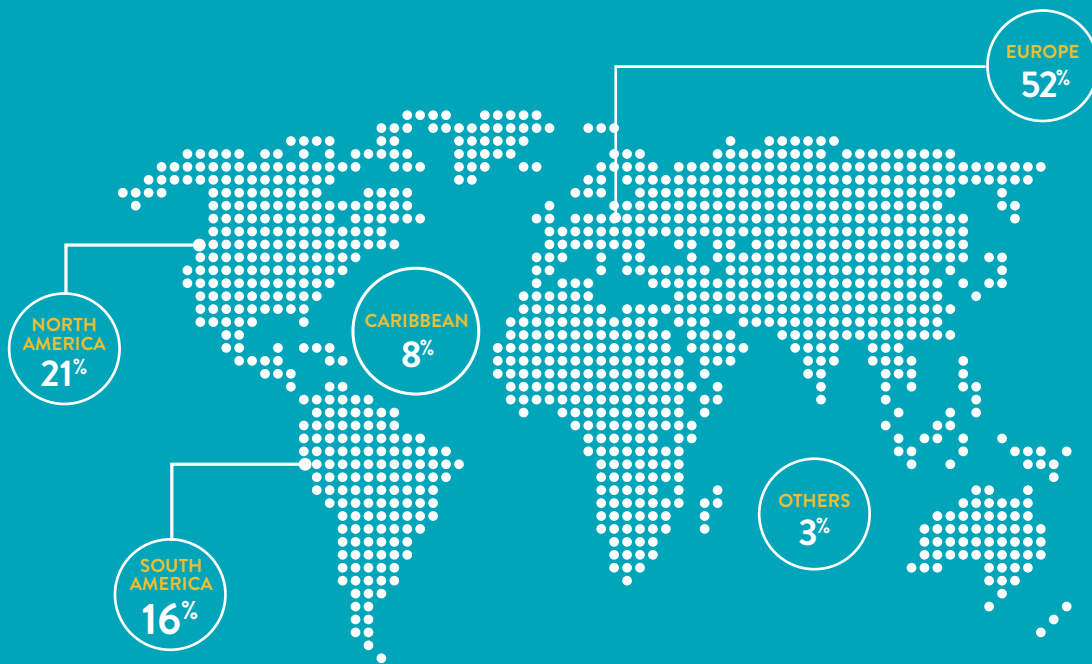 EUROPE
52%
NORTH
AMERICA
21%
CARIBBEAN
8%
OTHERS
3%
SOUTH
AMERICA
16%